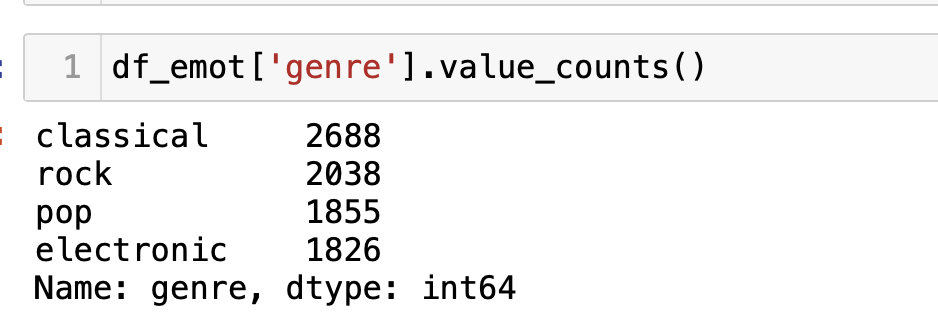 1 df_emot['genre'].value_counts()
classical 2688
rock 2038
pop 1855
electronic 1826
Name: genre, dtype: int64